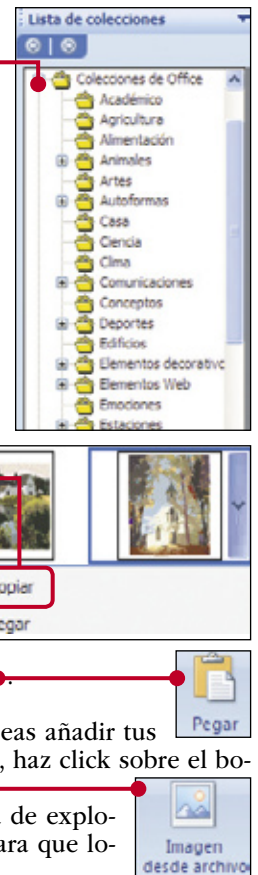 Lista de colecciones
Colecciones de Office
Académico
Agricultura
Alimentación
Animales
Artes
Autoformas
Casa
Ciencia
Clima
Comunicaciones
Conceptos
Deportes
Edificios
Elementos decorativc
Elementos Web
Emociones
Estaciones
opiar
egar
.
Pegar
eas añadir tus
, haz click sobre el bo-
a de explo-
ara que lo-
Imagen
desde archivo